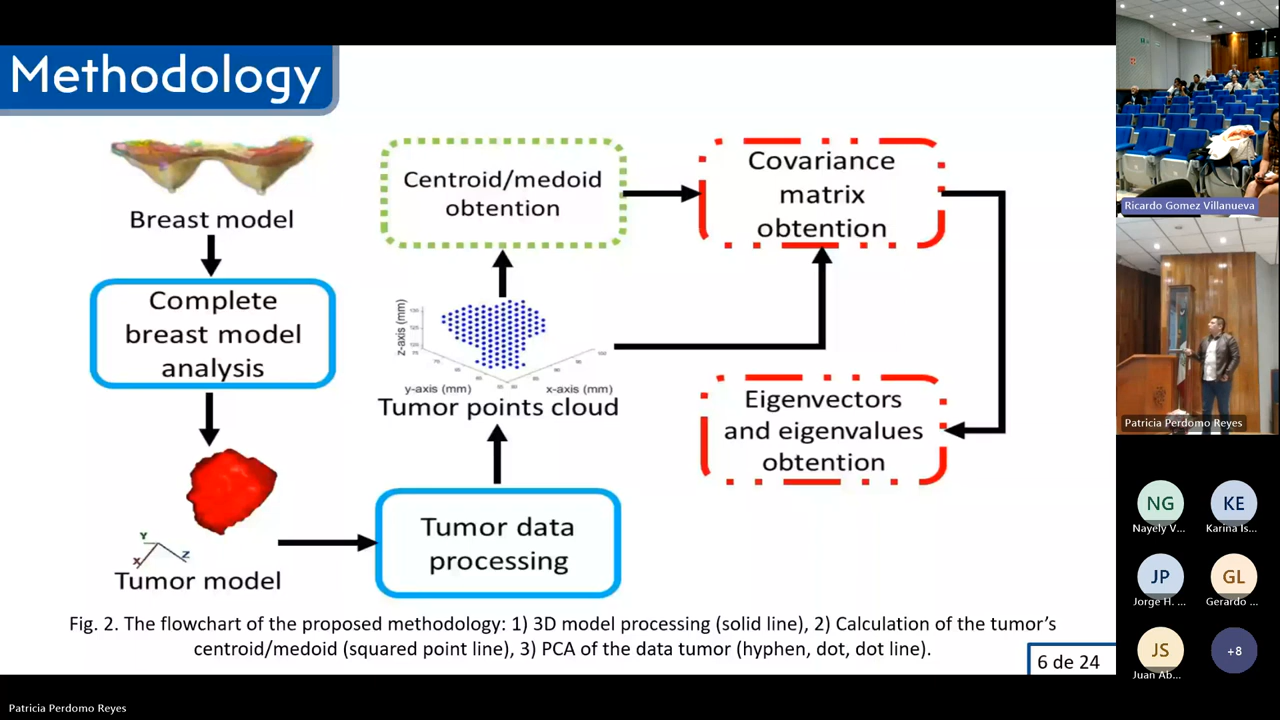 Methodology
Breast model
Complete
breast model
analysis
Tumor model
Y
X
Z
Tumor data
processing
Tumor points cloud
z-axis (mm)
y-axis (mm)
x-axis (mm)
Centroid/medoid
obtention
Covariance
matrix
obtention
Eigenvectors
and eigenvalues
obtention
Fig. 2. The flowchart of the proposed methodology: 1) 3D model processing (solid line), 2) Calculation of the tumor's
centroid/medoid (squared point line), 3) PCA of the data tumor (hyphen, dot, dot line).
6 de 24
Ricardo Gomez Villanueva
Patricia Perdomo Reyes
NG
Nayely V...
KE
Karina Is...
JP
Jorge H. ...
GL
Gerardo ...
JS
Juan Ab...
+8
Patricia Perdomo Reyes